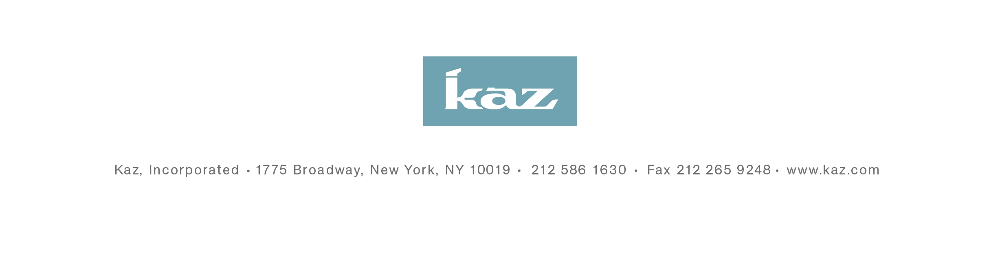 kaz
Kaz, Incorporated • 1775 Broadway, New York, NY 10019 • 212 586 1630 • Fax 212 265 9248 • www.kaz.com